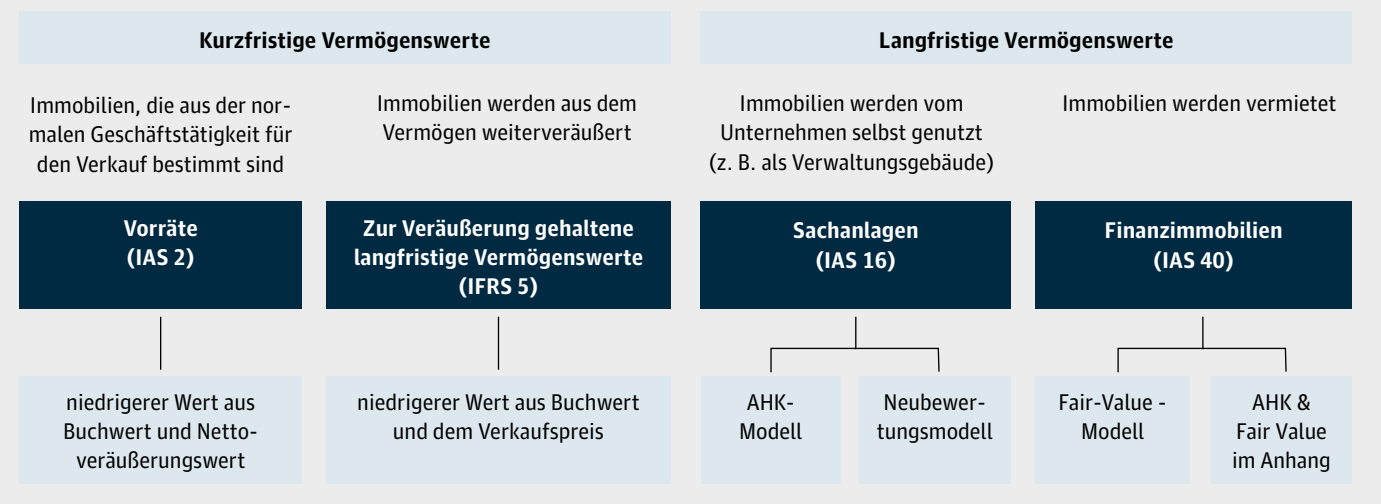 Kurzfristige Vermögenswerte
Langfristige Vermögenswerte
Immobilien, die aus der nor-
malen Geschäftstätigkeit für
den Verkauf bestimmt sind
Immobilien werden aus dem
Vermögen weiterveräußert
Immobilien werden vom
Unternehmen selbst genutzt
(z. B. als Verwaltungsgebäude)
Immobilien werden vermietet
Vorräte
(IAS 2)
Zur Veräußerung gehaltene
langfristige Vermögenswerte
(IFRS 5)
Sachanlagen
(IAS 16)
Finanzimmobilien
(IAS 40)
niedrigerer Wert aus
Buchwert und Netto-
veräußerungswert
niedrigerer Wert aus Buchwert
und dem Verkaufspreis
AHK-
Modell
Neubewer-
tungsmodell
Fair-Value -
Modell
AHK &
Fair Value
im Anhang